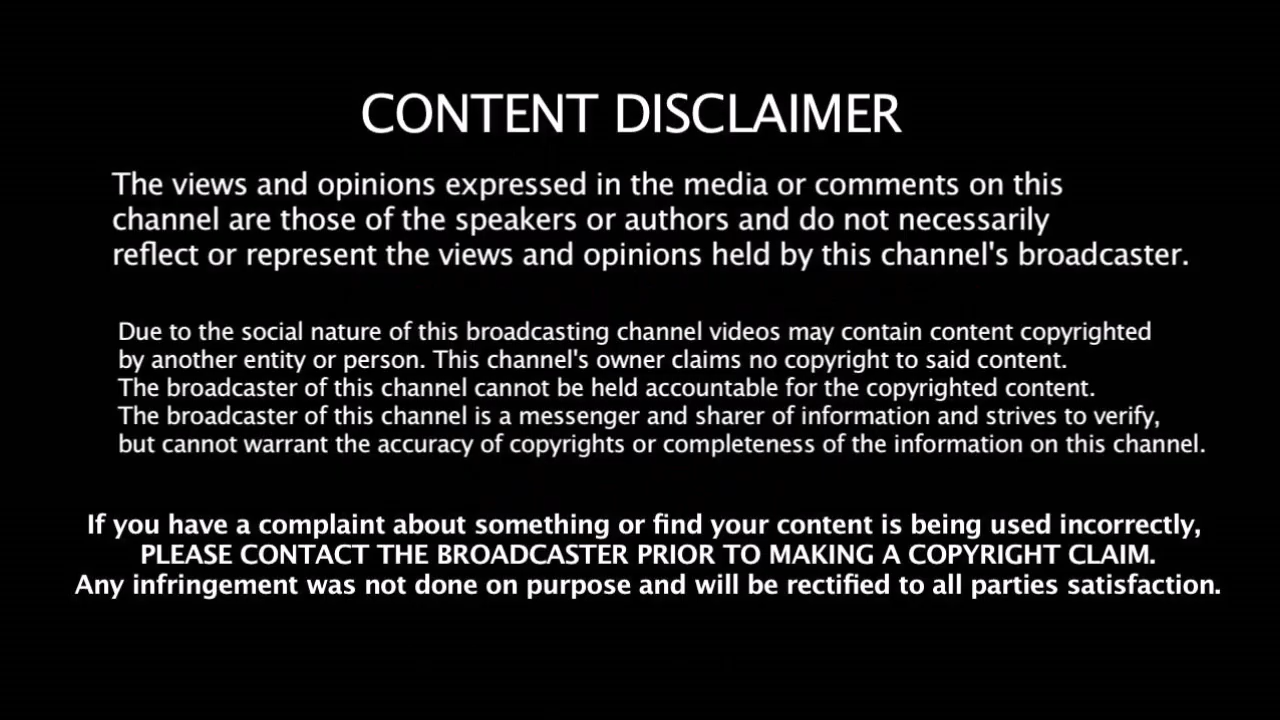 CONTENT DISCLAIMER
The views and opinions expressed in the media or comments on this
channel are those of the speakers or authors and do not necessarily
reflect or represent the views and opinions held by this channel's broadcaster.
Due to the social nature of this broadcasting channel videos may contain content copyrighted
by another entity or person. This channel's owner claims no copyright to said content.
The broadcaster of this channel cannot be held accountable for the copyrighted content.
The broadcaster of this channel is a messenger and sharer of information and strives to verify,
but cannot warrant the accuracy of copyrights or completeness of the information on this channel.
If you have a complaint about something or find your content is being used incorrectly,
PLEASE CONTACT THE BROADCASTER PRIOR TO MAKING A COPYRIGHT CLAIM.
Any infringement was not done on purpose and will be rectified to all parties satisfaction.